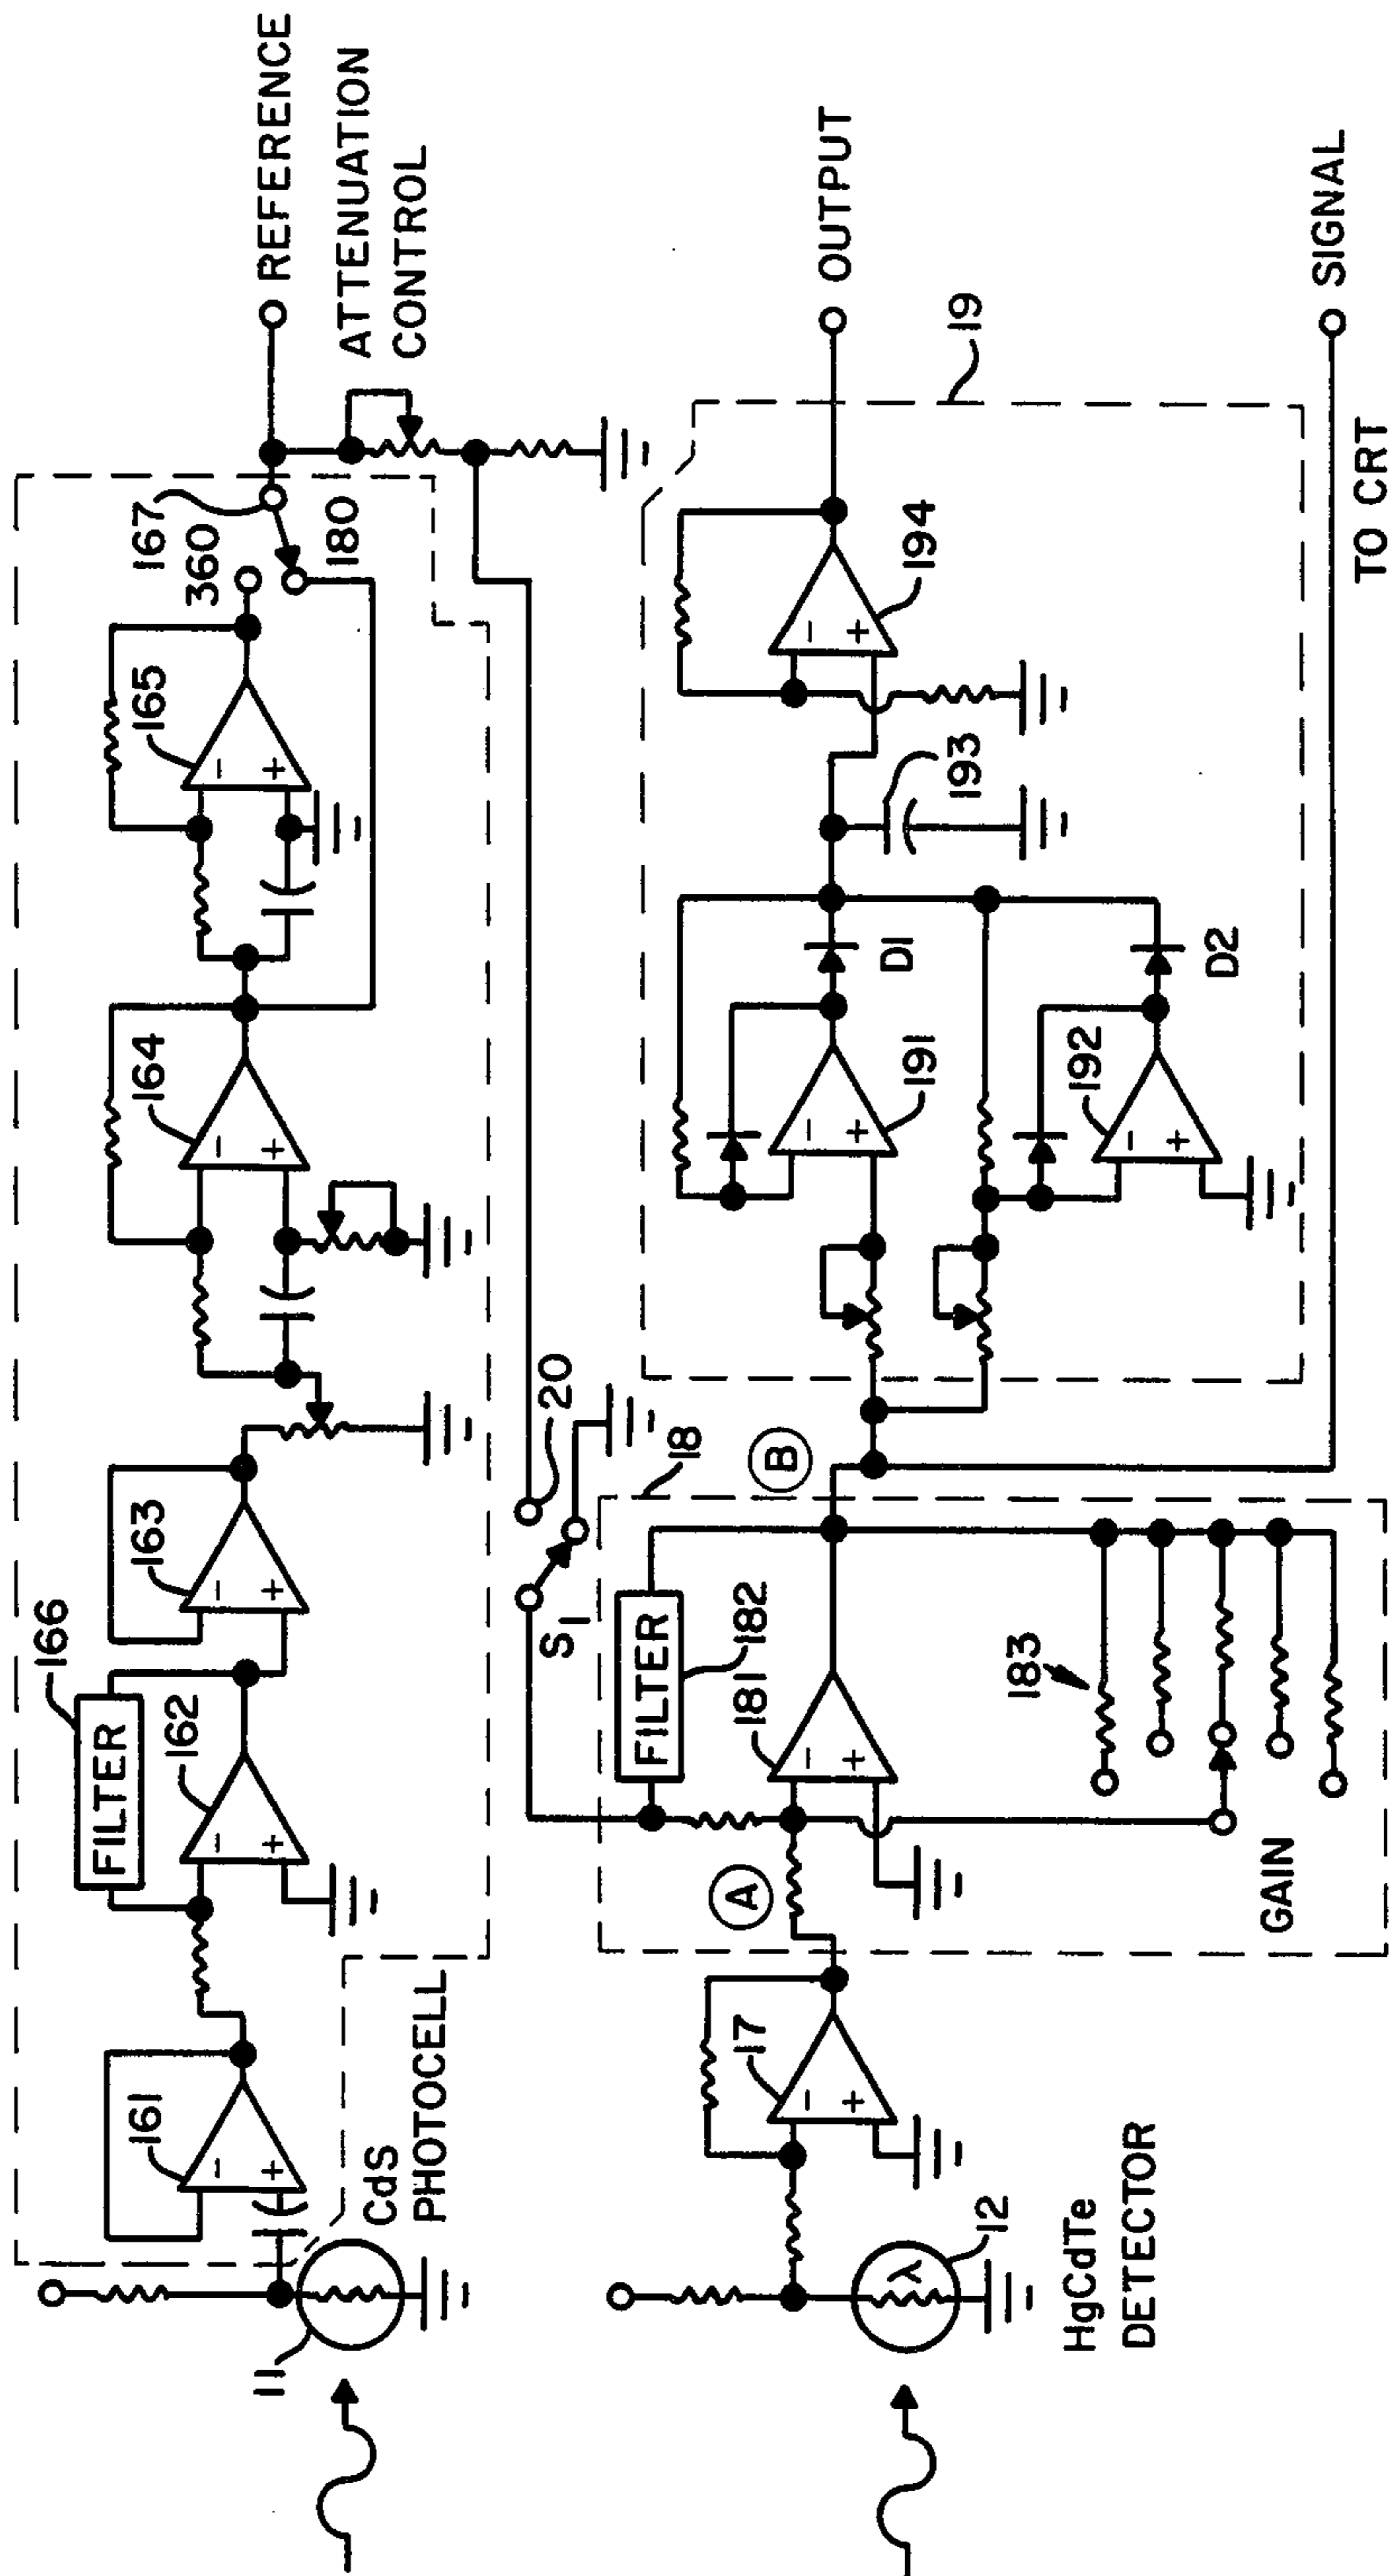 166
FILTER
161
162
163
164
165
167
360
180
REFERENCE
ATTENUATION
CONTROL
−
+
−
+
−
+
−
+
−
+
11
CdS
PHOTOCELL
S1
20
18
19
FILTER
182
181
17
A
B
191
D1
192
D2
193
194
OUTPUT
−
+
−
+
−
+
−
+
−
+
183
GAIN
λ
12
HgCdTe
DETECTOR
SIGNAL
TO CRT